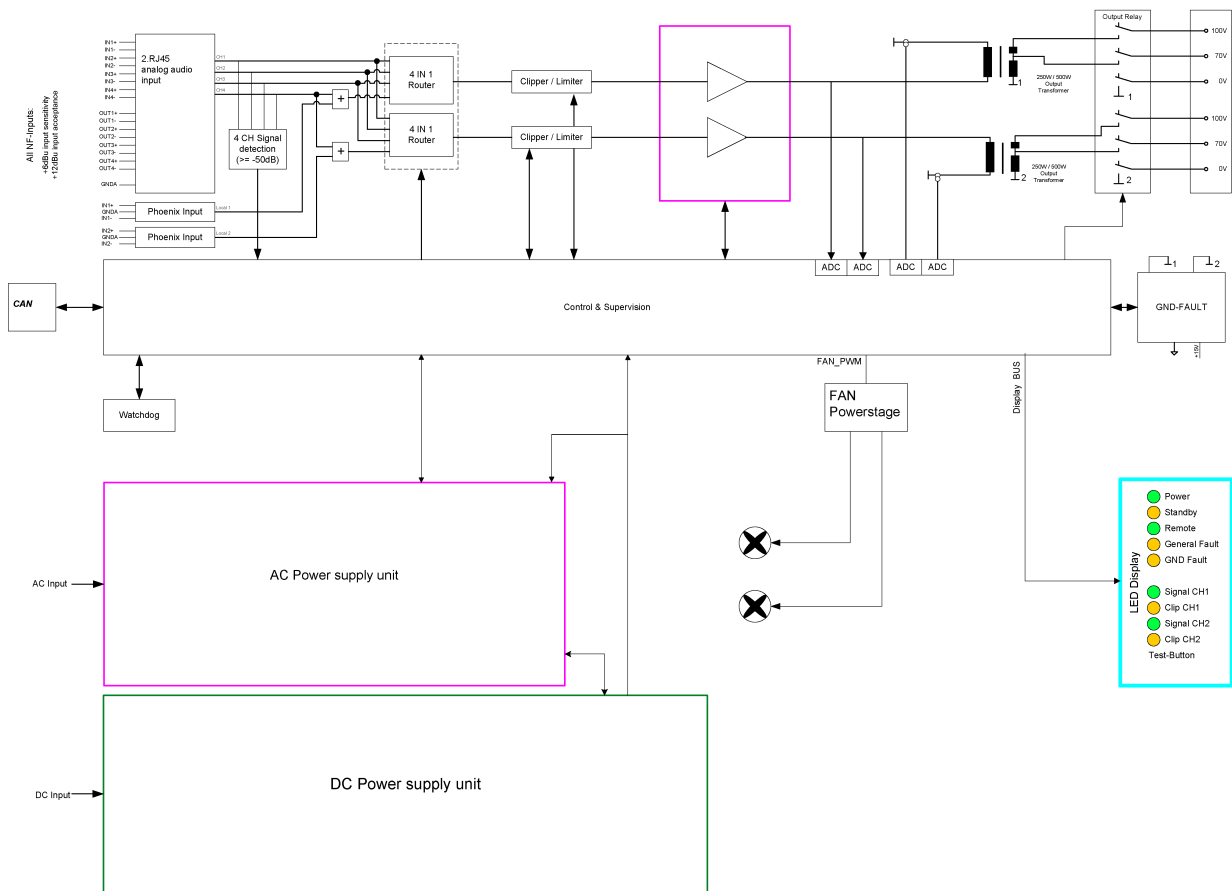 All NF-Inputs:
+6dBu input sensitivity
+12dBu input acceptance
IN1+
IN1-
IN2+
IN2-
IN3+
IN3-
IN4+
IN4-
OUT1+
OUT1-
OUT2+
OUT2-
OUT3+
OUT3-
OUT4+
OUT4-
GNDA
2.RJ45
analog audio
input
CH1
CH2
CH3
CH4
4 CH Signal
detection
(>= -50dB)
IN1+
GNDA
IN1-
Phoenix Input
Local 1
IN2+
GNDA
IN2-
Phoenix Input
Local 2
+
+
4 IN 1
Router
4 IN 1
Router
Clipper / Limiter
Clipper / Limiter
250W / 500W
Output
Transformer
1
250W / 500W
Output
Transformer
2
Output Relay
1
2
100V
70V
0V
100V
70V
0V
ADC
ADC
ADC
ADC
CAN
Control & Supervision
1
2
GND-FAULT
+15V
Watchdog
FAN_PWM
FAN
Powerstage
Display BUS
AC Input
AC Power supply unit
DC Input
DC Power supply unit
LED Display
Power
Standby
Remote
General Fault
GND Fault
Signal CH1
Clip CH1
Signal CH2
Clip CH2
Test-Button